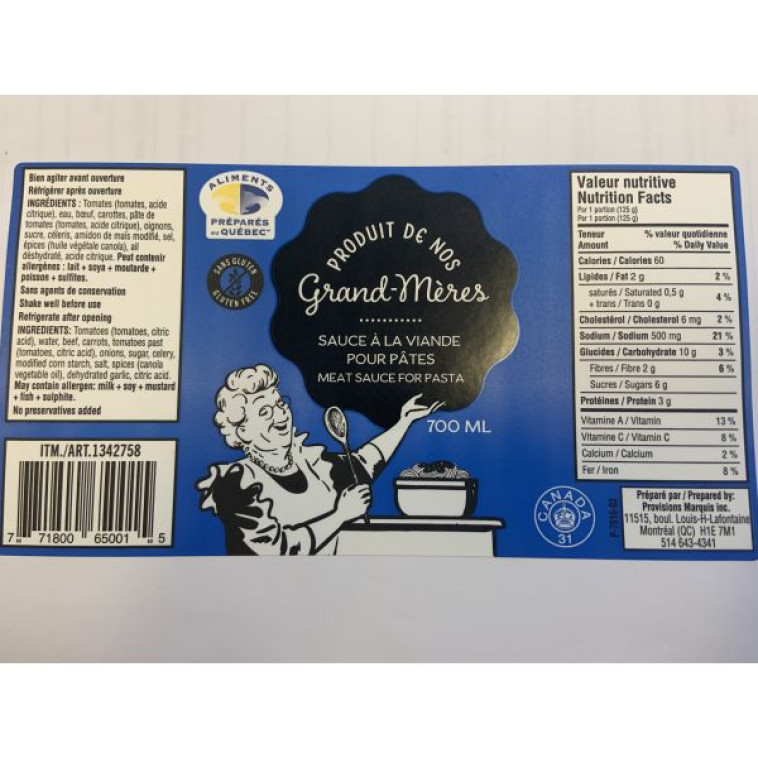 Bien agiter avant ouverture
Réfrigérer après ouverture
INGRÉDIENTS : Tomates (tomates, acide
citrique), eau, bœuf, carottes, pâte de
tomates (tomates, acide citrique), oignons,
sucre, céleris, amidon de maïs modifié, sel,
épices (huile végétale canola), ail
déshydraté, acide citrique. Peut contenir
allergènes : lait + soya + moutarde +
poisson + sulfites.
Sans agents de conservation
Shake well before use
Refrigerate after opening
INGREDIENTS: Tomatoes (tomatoes, citric
acid), water, beef, carrots, tomatoes past
(tomatoes, citric acid), onions, sugar, celery,
modified corn starch, salt, spices (canola
vegetable oil), dehydrated garlic, citric acid.
May contain allergen: milk + soy + mustard
+ fish + sulphite.
No preservatives added
ITM./ART.1342758
7 71800 65001 5
ALIMENTS
PRÉPARÉS
AU QUÉBEC
SANS GLUTEN
GLUTEN FREE
PRODUIT DE NOS
Grand-Mères
SAUCE À LA VIANDE
POUR PÂTES
MEAT SAUCE FOR PASTA
700 ML
CANADA
31
P-7016-02
Valeur nutritive
Nutrition Facts
Par 1 portion (125 g)
Per 1 portion (125 g)
Teneur % valeur quotidienne
Amount % Daily Value
Calories / Calories 60
Lipides / Fat 2 g 2 %
saturés / Saturated 0,5 g
+ trans / Trans 0 g 4 %
Cholestérol / Cholesterol 6 mg 2 %
Sodium / Sodium 500 mg 21 %
Glucides / Carbohydrate 10 g 3 %
Fibres / Fibre 2 g 6 %
Sucres / Sugars 6 g
Protéines / Protein 3 g
Vitamine A / Vitamin 13 %
Vitamine C / Vitamin C 8 %
Calcium / Calcium 2 %
Fer / Iron 8 %
Préparé par / Prepared by:
Provisions Marquis inc.
11515, boul. Louis-H-Lafontaine
Montréal (QC) H1E 7M1
514 643-4341